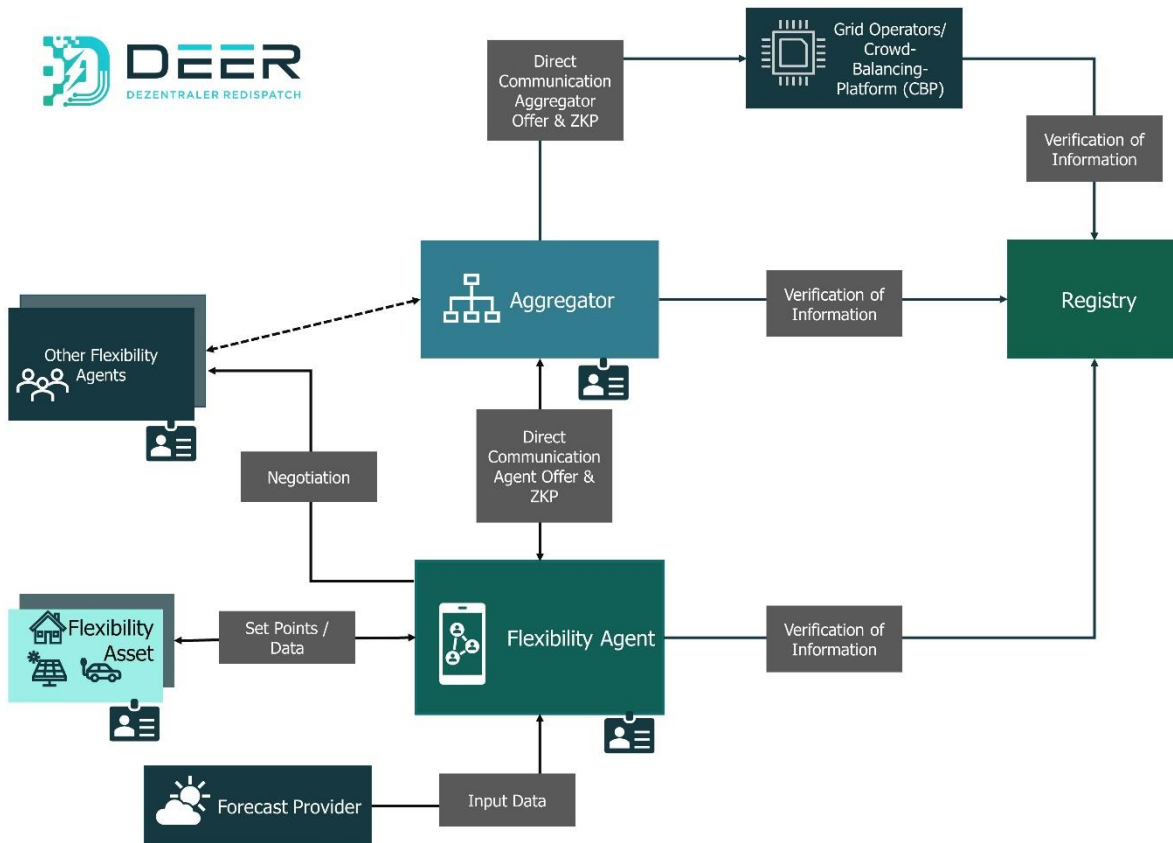 DEER
DEZENTRALER REDISPATCH
Direct
Communication
Aggregator
Offer & ZKP
Grid Operators/
Crowd-
Balancing-
Platform (CBP)
Verification of
Information
Aggregator
Verification of
Information
Registry
Other Flexibility
Agents
Negotiation
Direct
Communication
Agent Offer &
ZKP
Flexibility
Asset
Set Points /
Data
Flexibility Agent
Verification of
Information
Forecast Provider
Input Data